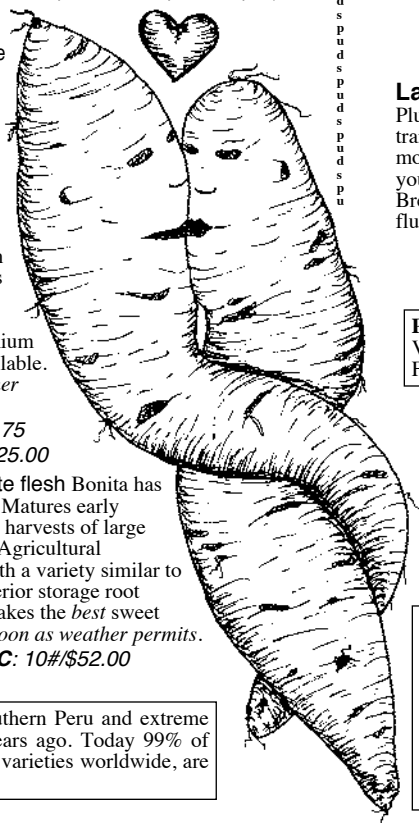 ium
lable.
er
75
25.00
te flesh Bonita has
Matures early
harvests of large
Agricultural
th a variety similar to
erior storage root
akes the best sweet
oon as weather permits.
C: 10#/$52.00
uthern Peru and extreme
ears ago. Today 99% of
varieties worldwide, are
d
s
p
u
d
s
p
u
d
s
p
u
d
s
p
u
La
Plu
tra
mo
you
Bre
flu
V